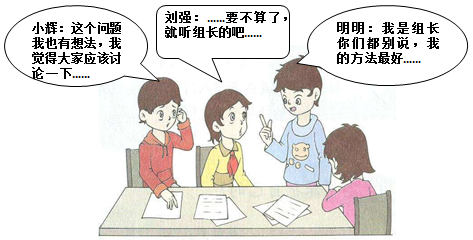 小辉：这个问题
我也有想法，我
觉得大家应该讨
论一下……
刘强：……要不算了，
就听组长的吧……
明明：我是组长
你们都别说，我
的方法最好……